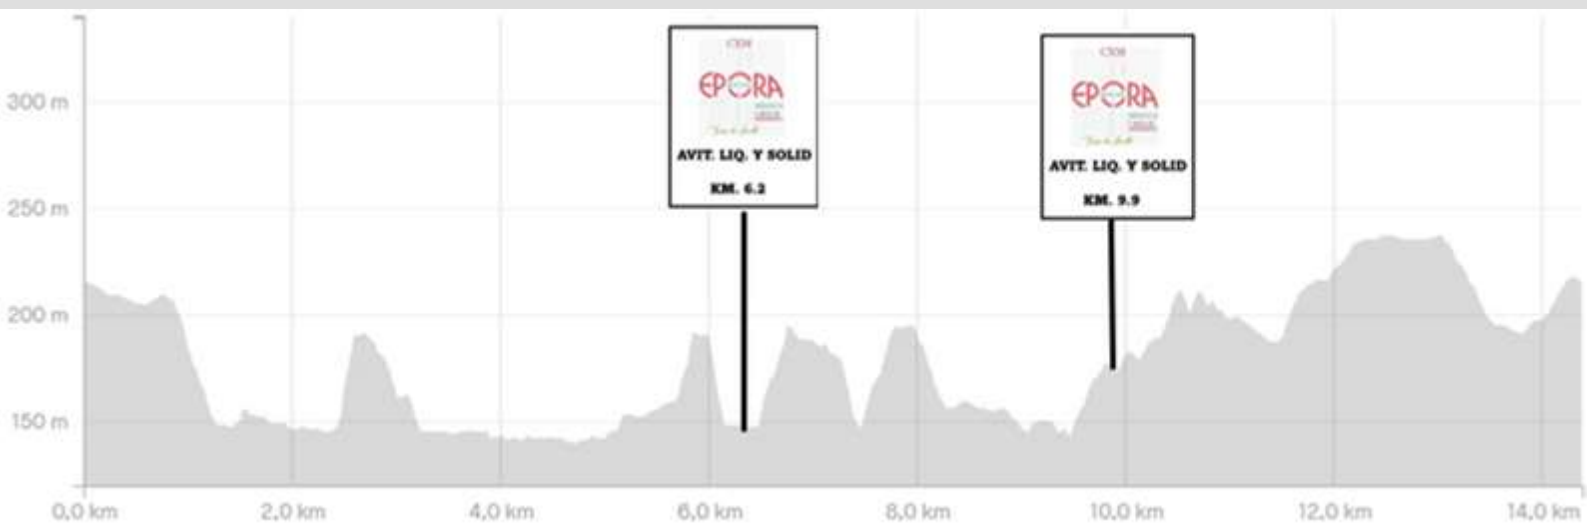 300 m
250 m
200 m
150 m
0,0 km
2,0 km
4,0 km
6,0 km
8,0 km
10,0 km
12,0 km
14,0 km
EPORA
AVIT. LIQ. Y SOLID
KM. 6.2
EPORA
AVIT. LIQ. Y SOLID
KM. 9.9